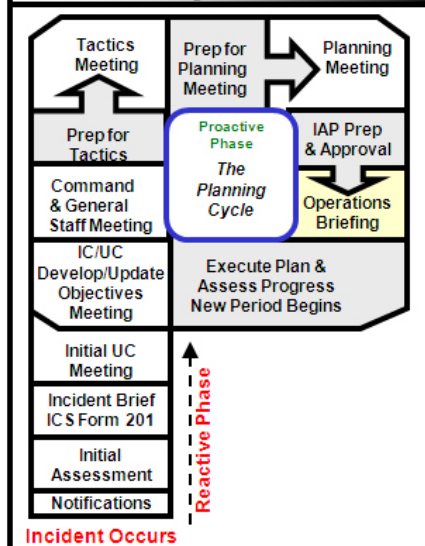 Tactics
Meeting
Prep for
Planning
Meeting
Planning
Meeting
Prep for
Tactics
Proactive
Phase
The
Planning
Cycle
IAP Prep
& Approval
Command
& General
Staff Meeting
Operations
Briefing
IC/UC
Develop/Update
Objectives
Meeting
Execute Plan &
Assess Progress
New Period Begins
Initial UC
Meeting
Incident Brief
ICS Form 201
Initial
Assessment
Notifications
Reactive Phase
Incident Occurs